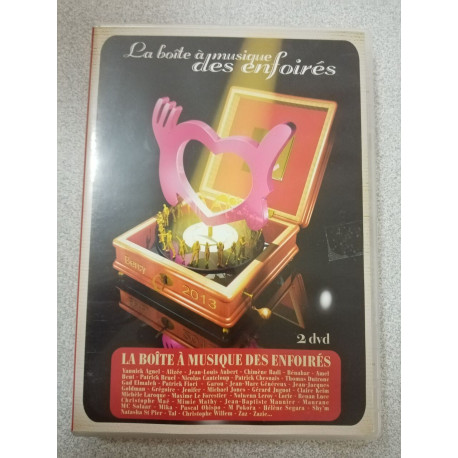 La boîte à musique
des enfoirés
Bercy 2013
2 dvd
LA BOÎTE À MUSIQUE DES ENFOIRÉS
Yannick Agnel - Alizée - Jean-Louis Aubert - Chimène Badi - Bénabar - Amel
Bent - Patrick Bruel - Nicolas Canteloup - Patrick Chesnais - Thomas Dutronc
Gad Elmaleh - Patrick Fiori - Garou - Jean-Marc Généreux - Jean-Jacques
Goldman - Grégoire - Jenifer - Michael Jones - Gérard Jugnot - Claire Keim
Michèle Laroque - Maxime Le Forestier - Nolwenn Leroy - Lorie - Renan Luce
Christophe Maé - Mimie Mathy - Jean-Baptiste Maunier - Maurane
MC Solaar - Mika - Pascal Obispo - M Pokora - Hélène Ségara - Shy'm
Natasha St Pier - Tal - Christophe Willem - Zaz - Zazie...